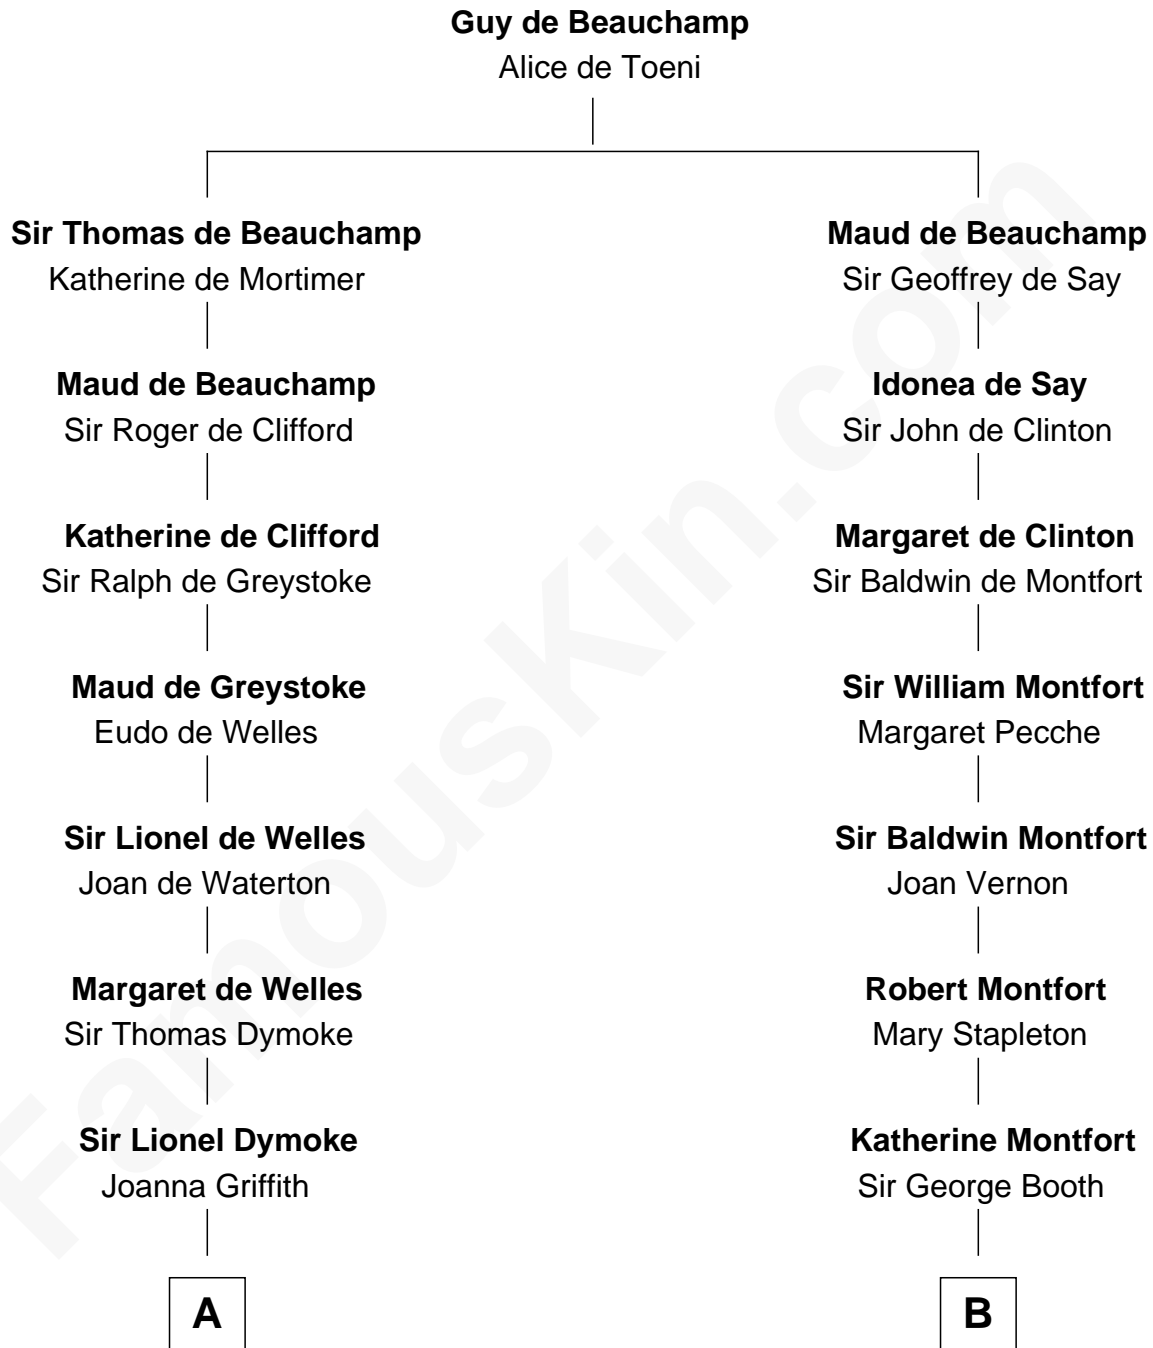 Guy de Beauchamp
Alice de Toeni
Sir Thomas de Beauchamp
Katherine de Mortimer
Maud de Beauchamp
Sir Geoffrey de Say
Maud de Beauchamp
Sir Roger de Clifford
Idonea de Say
Sir John de Clinton
Katherine de Clifford
Sir Ralph de Greystoke
Margaret de Clinton
Sir Baldwin de Montfort
Maud de Greystoke
Eudo de Welles
Sir William Montfort
Margaret Pecche
Sir Lionel de Welles
Joan de Waterton
Sir Baldwin Montfort
Joan Vernon
Margaret de Welles
Sir Thomas Dymoke
Robert Montfort
Mary Stapleton
Sir Lionel Dymoke
Joanna Griffith
Katherine Montfort
Sir George Booth
A
B
FamousKin.com